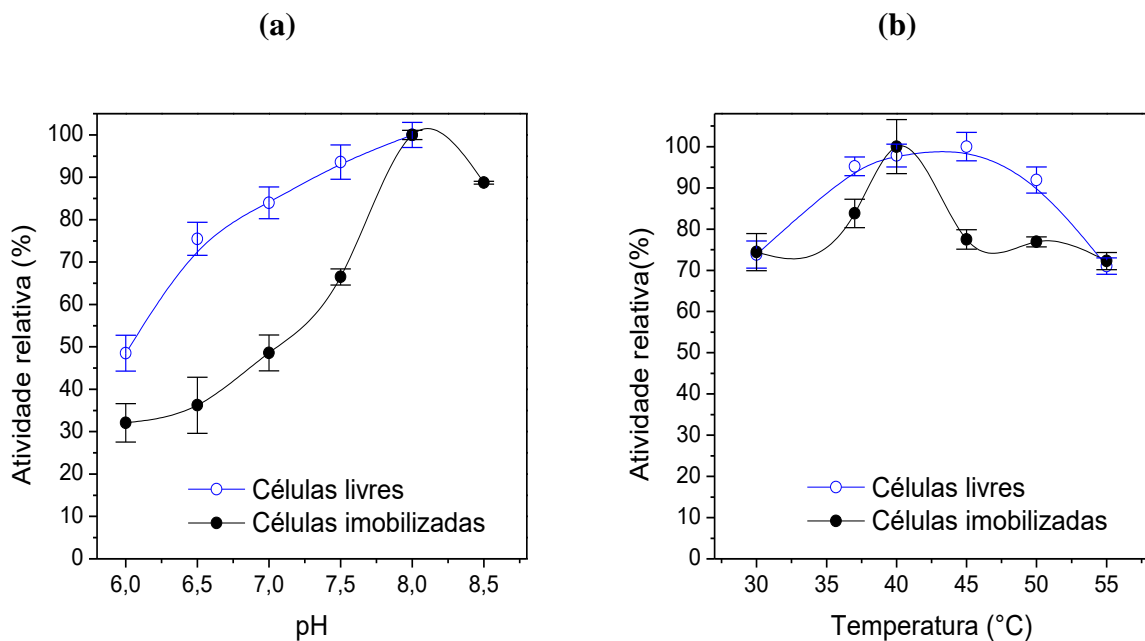 (a)
(b)
Atividade relativa (%)
100
90
80
70
60
50
40
30
20
10
0
6,0 6,5 7,0 7,5 8,0 8,5
pH
Células livres
Células imobilizadas
Atividade relativa(%)
100
90
80
70
60
50
40
30
20
10
0
30 35 40 45 50 55
Temperatura (°C)
Células livres
Células imobilizadas